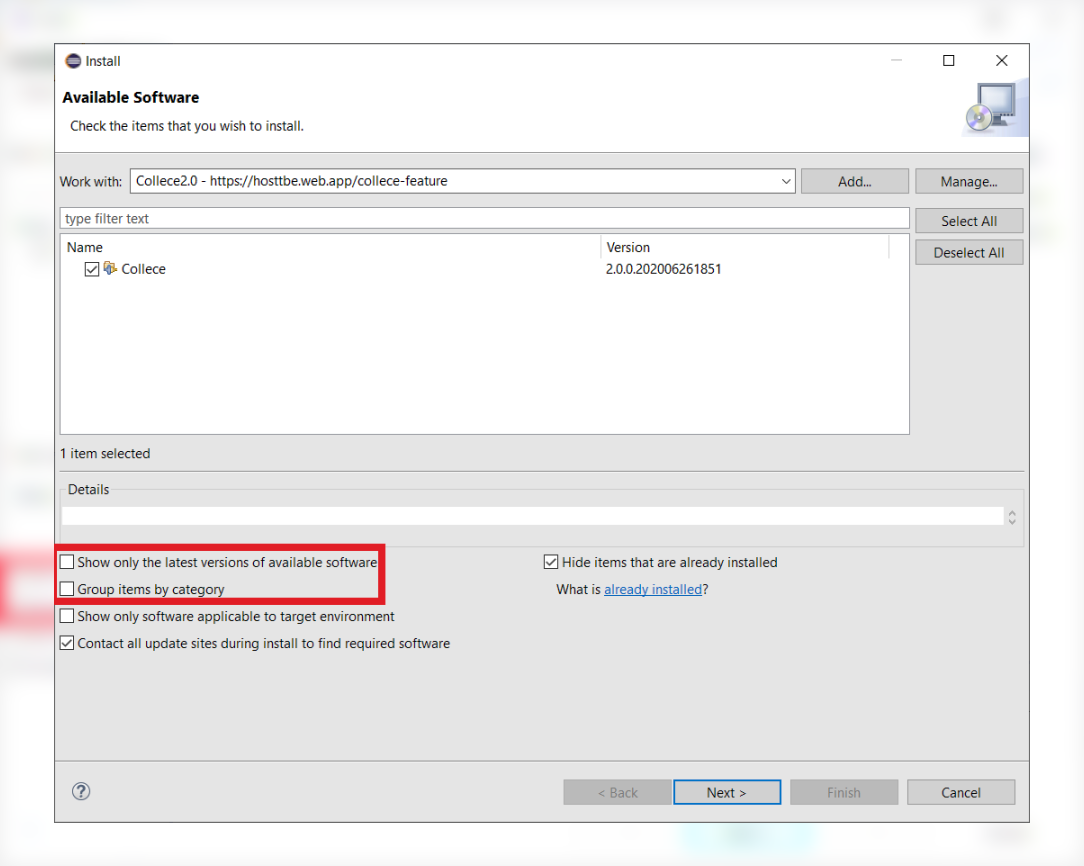 Install
Available Software
Check the items that you wish to install.
Work with: Collece2.0 - https://hosttbe.web.app/collece-feature Add... Manage...
type filter text Select All
Name Version Deselect All
Collece 2.0.0.202006261851
1 item selected
Details
Show only the latest versions of available software Hide items that are already installed
Group items by category What is already installed?
Show only software applicable to target environment
Contact all update sites during install to find required software
? < Back Next > Finish Cancel